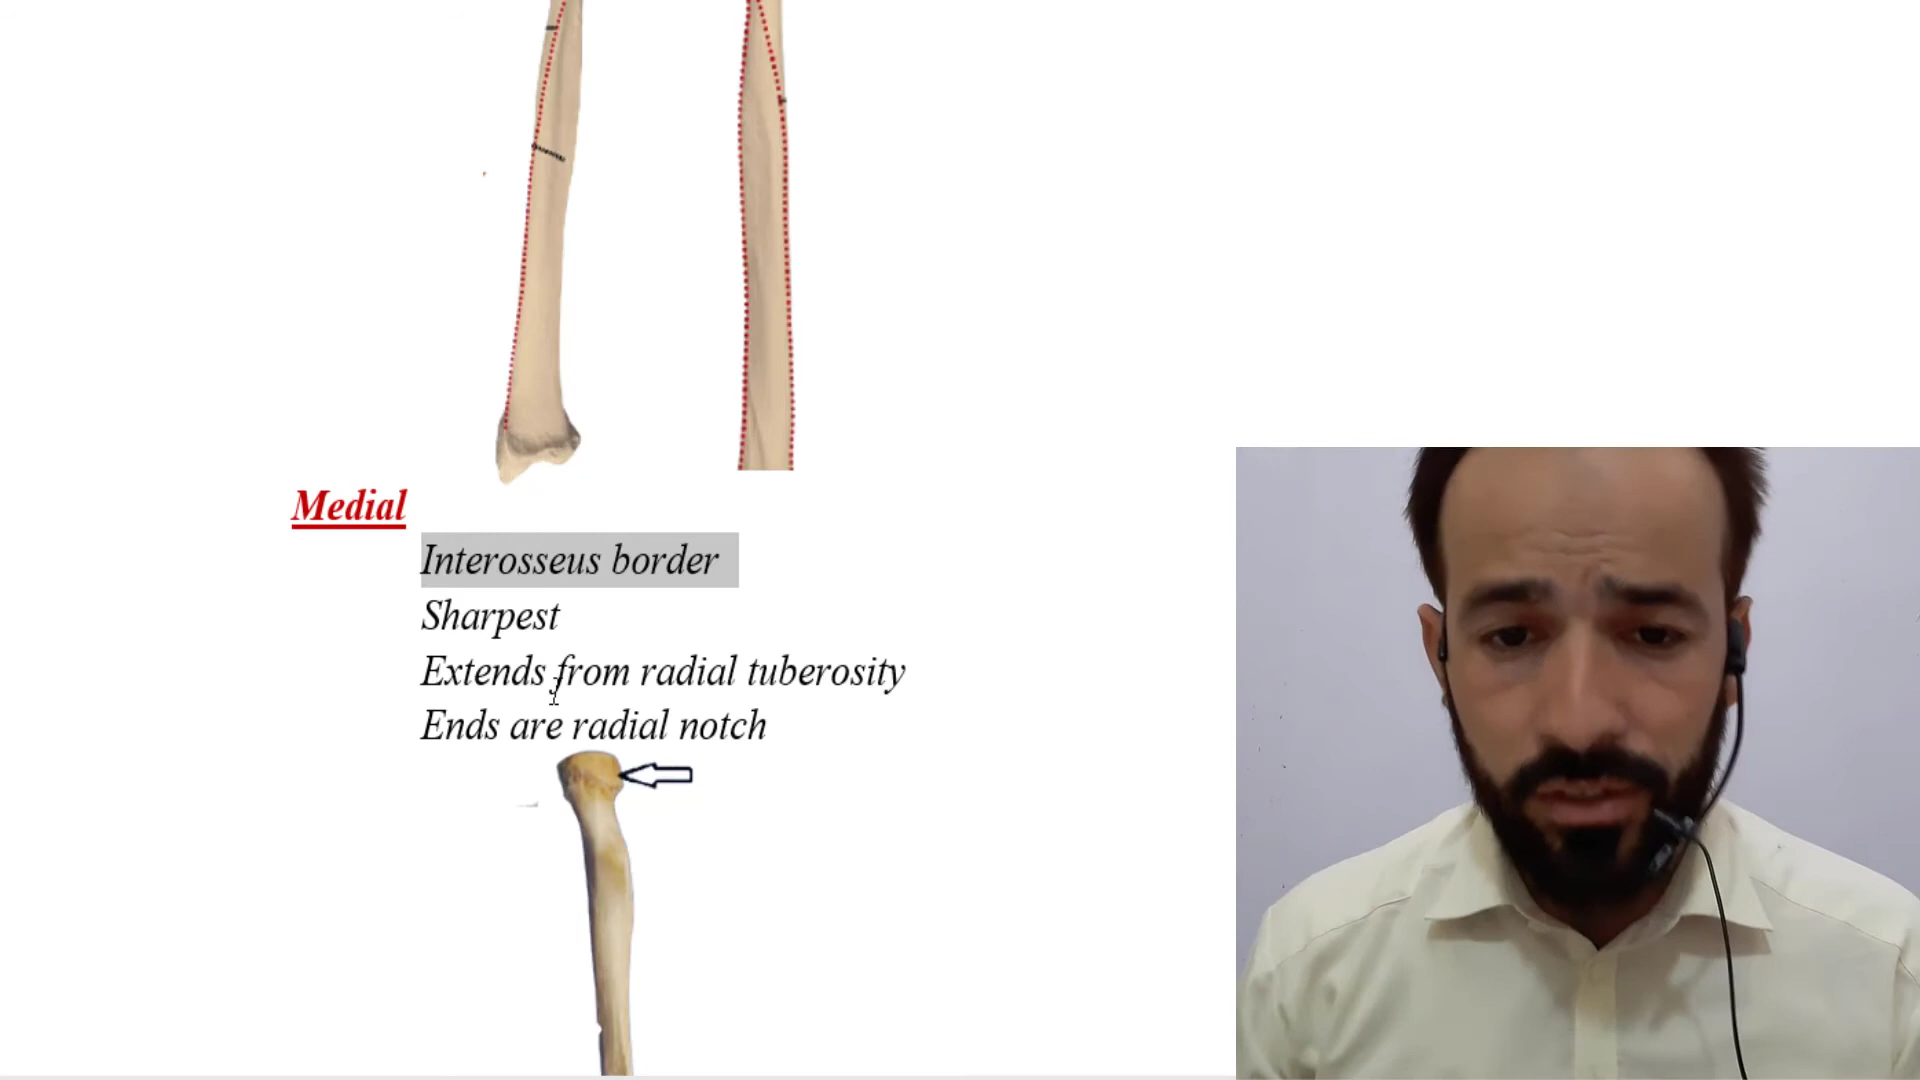 Medial
Interosseus border
Sharpest
Extends from radial tuberosity
Ends are radial notch